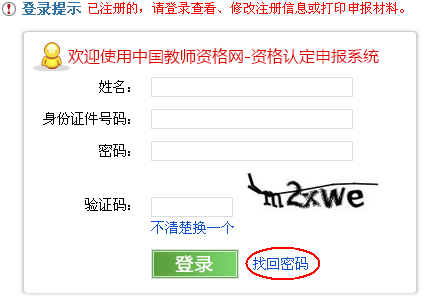 登录提示 已注册的，请登录查看、修改注册信息或打印申报材料。
欢迎使用中国教师资格网-资格认定申报系统
姓名：
身份证件号码：
密码：
验证码： m2xwe
不清楚换一个
登录 找回密码